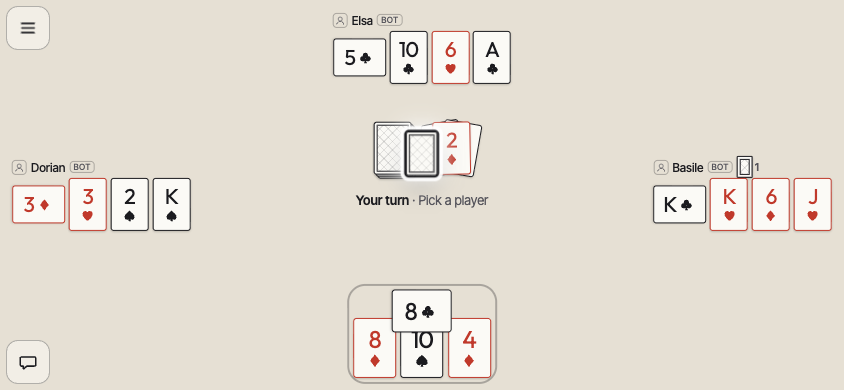 Elsa BOT
5♣ 10♣ 6♥ A♣
2♦
Dorian BOT
3♦ 3♥ 2♠ K♠
Basile BOT 1
K♣ K♥ 6♦ J♥
Your turn · Pick a player
8♣
8♦ 10♠ 4♦